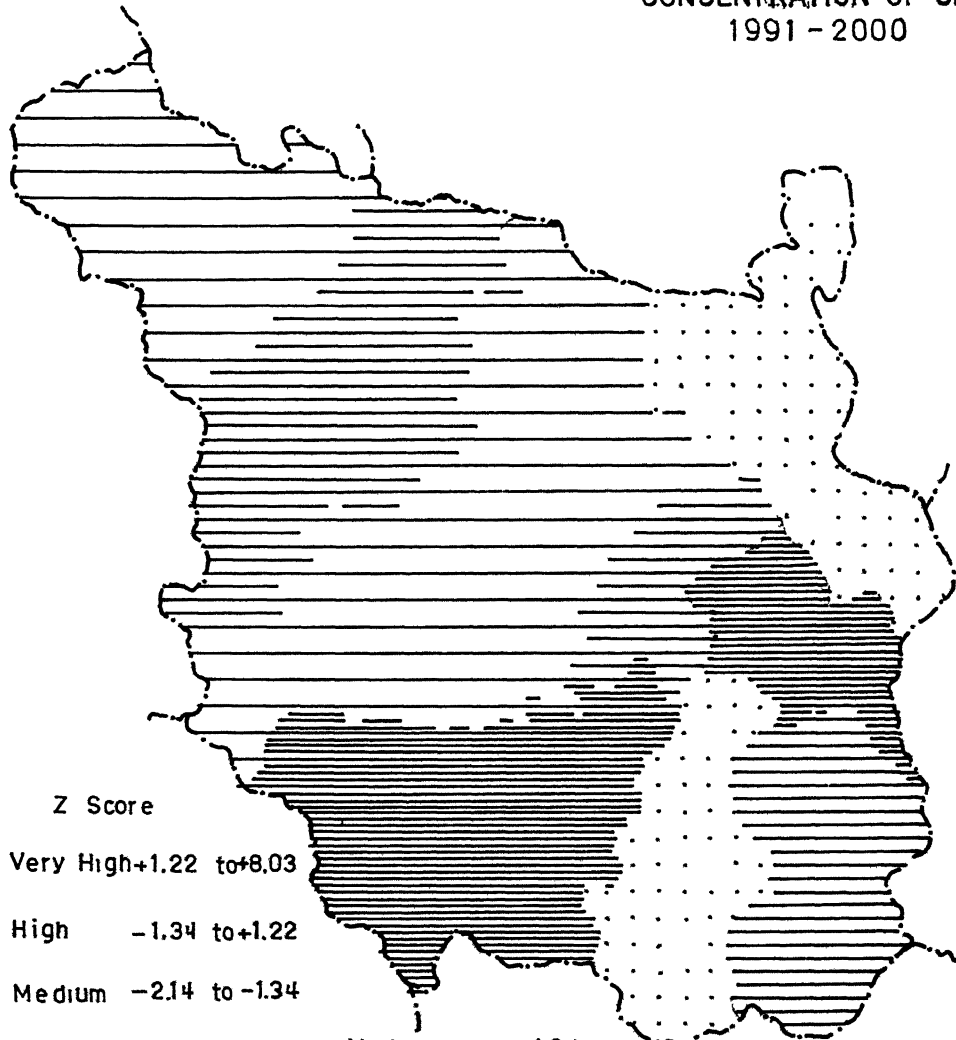 OF
1991-2000
Z Score
Very High +1.22 to +8.03
High -1.34 to +1.22
Medium -2.14 to -1.34